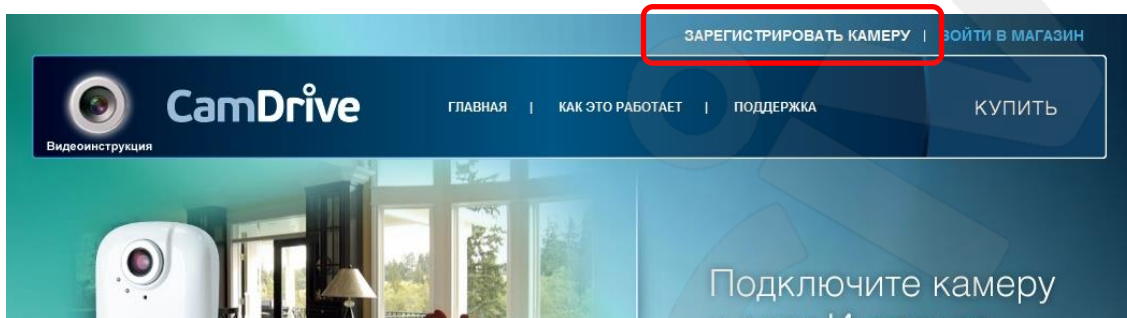 ЗАРЕГИСТРИРОВАТЬ КАМЕРУ | ВОЙТИ В МАГАЗИН
CamDrive
ГЛАВНАЯ | КАК ЭТО РАБОТАЕТ | ПОДДЕРЖКА
КУПИТЬ
Видеоинструкция
Подключите камеру